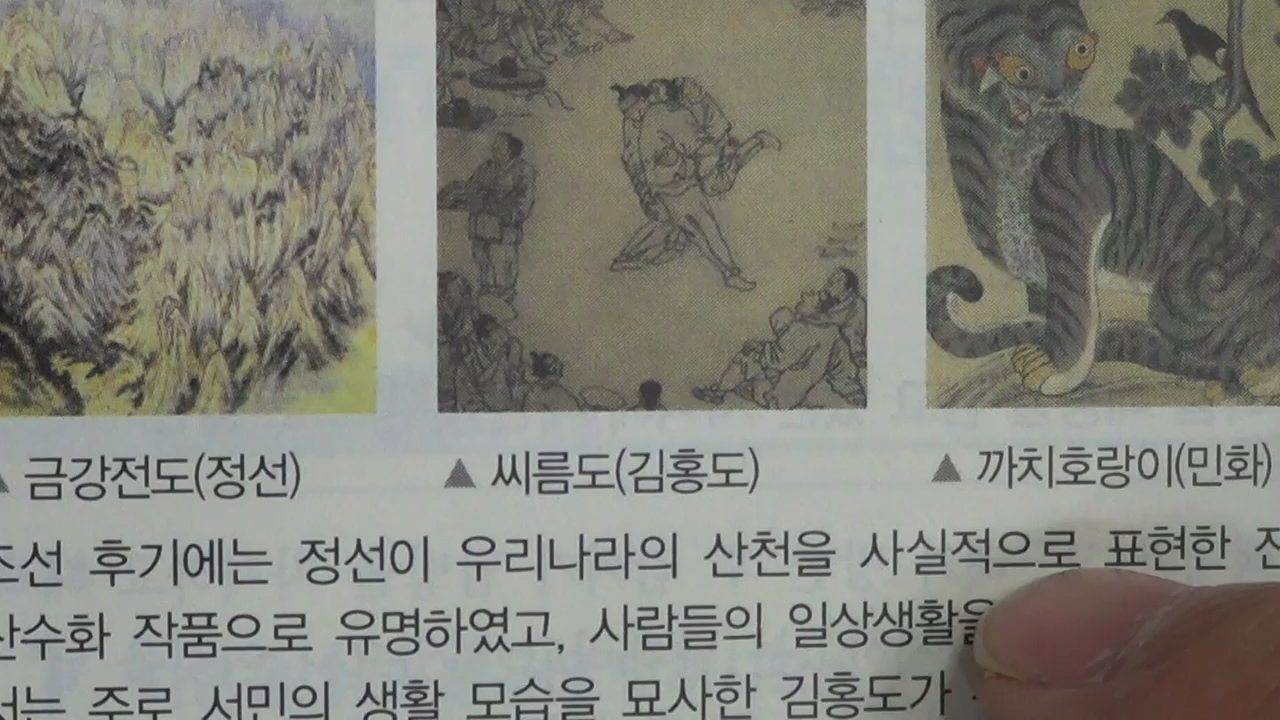 ▲ 금강전도(정선)
▲ 씨름도(김홍도)
▲ 까치호랑이(민화)
조선 후기에는 정선이 우리나라의 산천을 사실적으로 표현한
산수화 작품으로 유명하였고, 사람들의 일상생활을
주로 서민의 생활 모습을 묘사한 김홍도가